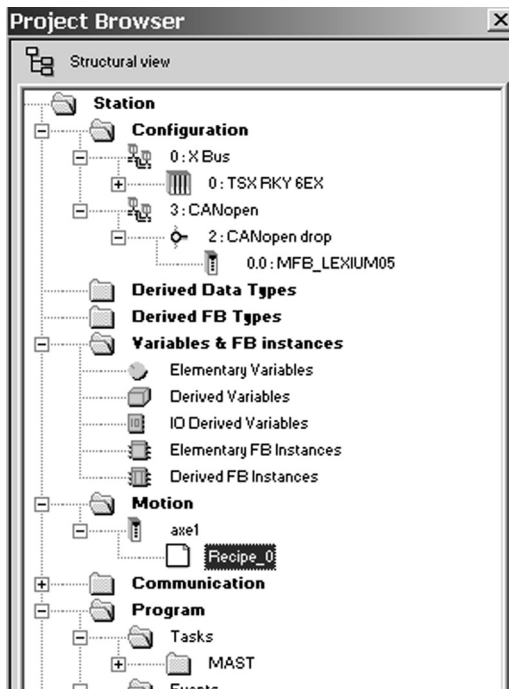 Project Browser
Structural view
Station
Configuration
0 : X Bus
0 : TSX RKY 6EX
3 : CANopen
2 : CANopen drop
0.0 : MFB_LEXIUM05
Derived Data Types
Derived FB Types
Variables & FB instances
Elementary Variables
Derived Variables
IO Derived Variables
Elementary FB Instances
Derived FB Instances
Motion
axe1
Recipe_0
Communication
Program
Tasks
MAST
Events